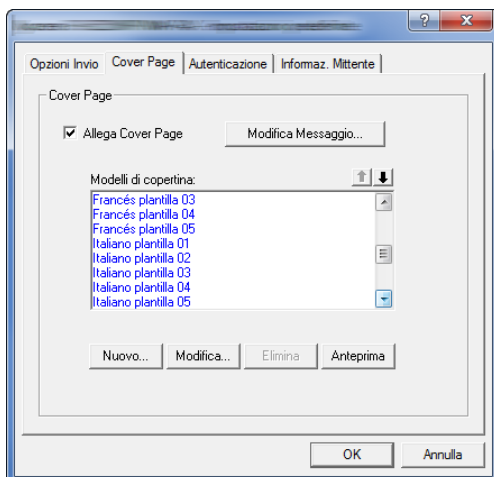 Opzioni Invio Cover Page Autenticazione Informaz. Mittente
Cover Page
Allega Cover Page Modifica Messaggio...
Modelli di copertina:
Francés plantilla 03
Francés plantilla 04
Francés plantilla 05
Italiano plantilla 01
Italiano plantilla 02
Italiano plantilla 03
Italiano plantilla 04
Italiano plantilla 05
Nuovo... Modifica... Elimina Anteprima
OK Annulla